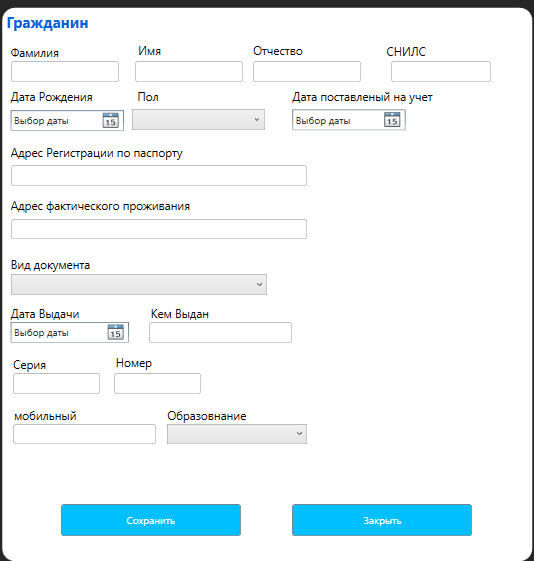 Гражданин
Фамилия Имя Отчество СНИЛС
Дата Рождения Пол Дата поставленый на учет
Выбор даты 15 Выбор даты 15
Адрес Регистрации по паспорту
Адрес фактического проживания
Вид документа
Дата Выдачи Кем Выдан
Выбор даты 15
Серия Номер
мобильный Образовнание
Сохранить Закрыть